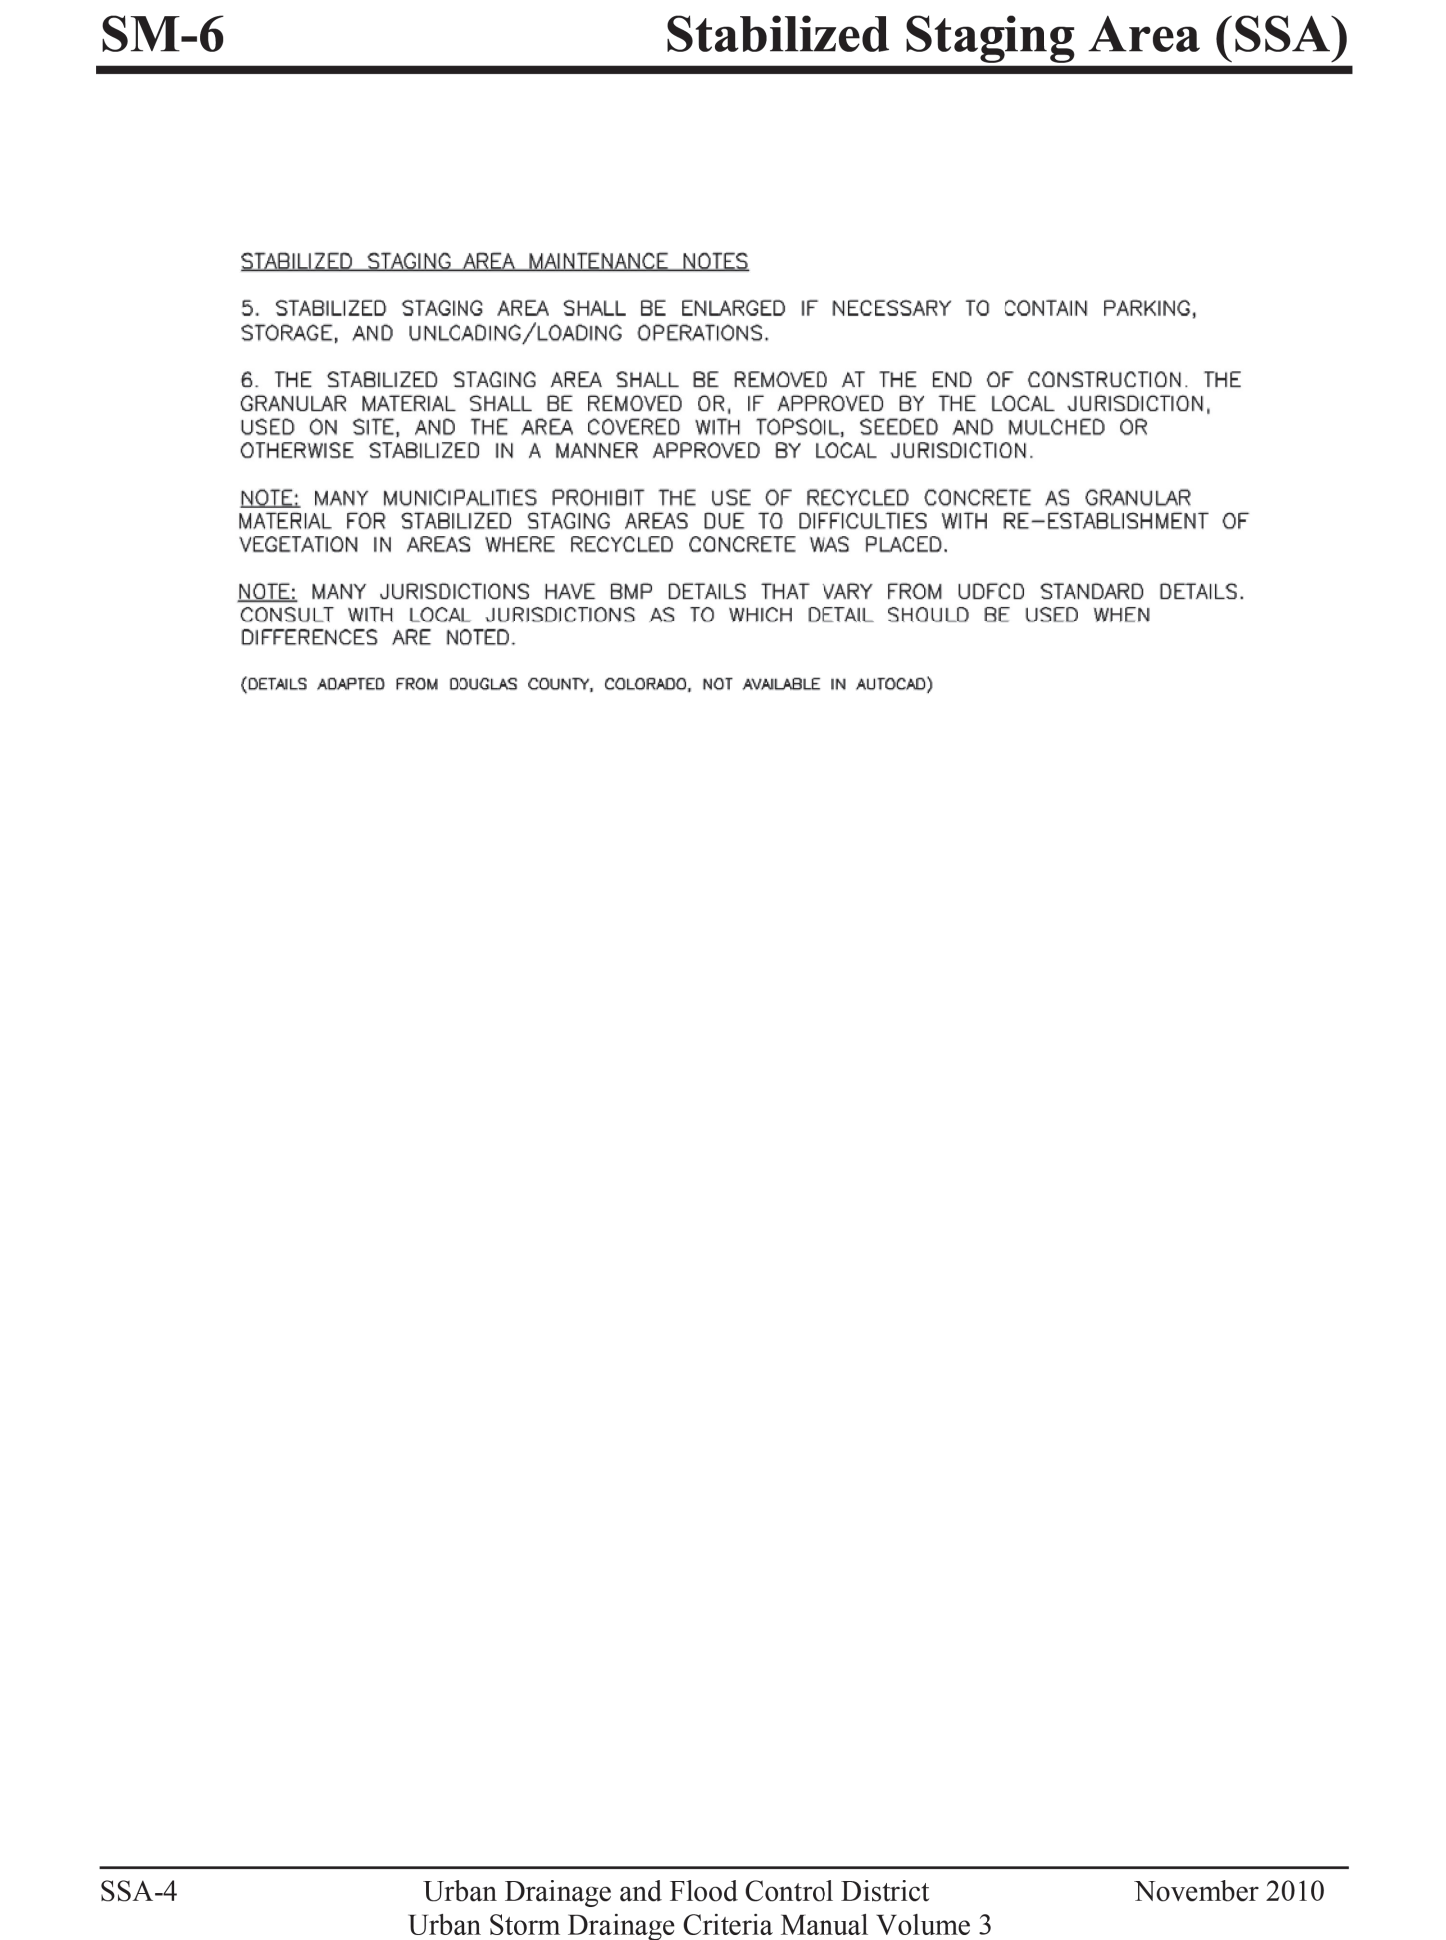 SM-6 Stabilized Staging Area (SSA)
STABILIZED STAGING AREA MAINTENANCE NOTES
5. STABILIZED STAGING AREA SHALL BE ENLARGED IF NECESSARY TO CONTAIN PARKING,
STORAGE, AND UNLOADING/LOADING OPERATIONS.
6. THE STABILIZED STAGING AREA SHALL BE REMOVED AT THE END OF CONSTRUCTION. THE
GRANULAR MATERIAL SHALL BE REMOVED OR, IF APPROVED BY THE LOCAL JURISDICTION,
USED ON SITE, AND THE AREA COVERED WITH TOPSOIL, SEEDED AND MULCHED OR
OTHERWISE STABILIZED IN A MANNER APPROVED BY LOCAL JURISDICTION.
NOTE: MANY MUNICIPALITIES PROHIBIT THE USE OF RECYCLED CONCRETE AS GRANULAR
MATERIAL FOR STABILIZED STAGING AREAS DUE TO DIFFICULTIES WITH RE-ESTABLISHMENT OF
VEGETATION IN AREAS WHERE RECYCLED CONCRETE WAS PLACED.
NOTE: MANY JURISDICTIONS HAVE BMP DETAILS THAT VARY FROM UDFCD STANDARD DETAILS.
CONSULT WITH LOCAL JURISDICTIONS AS TO WHICH DETAIL SHOULD BE USED WHEN
DIFFERENCES ARE NOTED.
(DETAILS ADAPTED FROM DOUGLAS COUNTY, COLORADO, NOT AVAILABLE IN AUTOCAD)
SSA-4 Urban Drainage and Flood Control District November 2010
Urban Storm Drainage Criteria Manual Volume 3